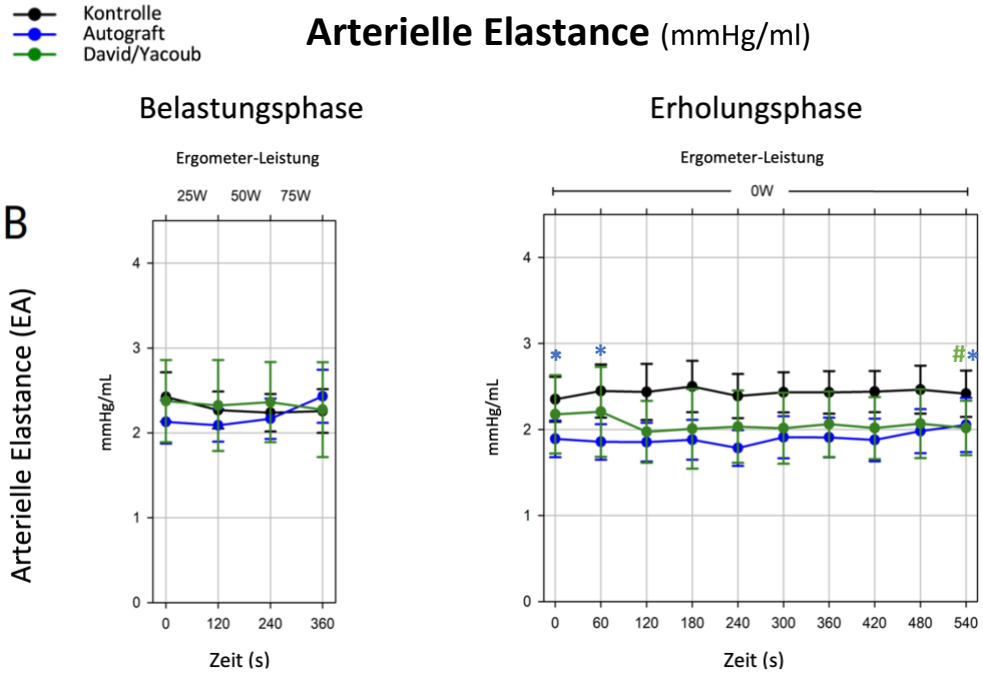 Kontrolle
Autograft
David/Yacoub
Arterielle Elastance (mmHg/ml)
Belastungsphase
Erholungsphase
Ergometer-Leistung
Ergometer-Leistung
25W 50W 75W
0W
B
Arterielle Elastance (EA)
mmHg/mL
4
3
2
1
0
0 120 240 360
Zeit (s)
mmHg/mL
4
3
2
1
0
* * #*
0 60 120 180 240 300 360 420 480 540
Zeit (s)